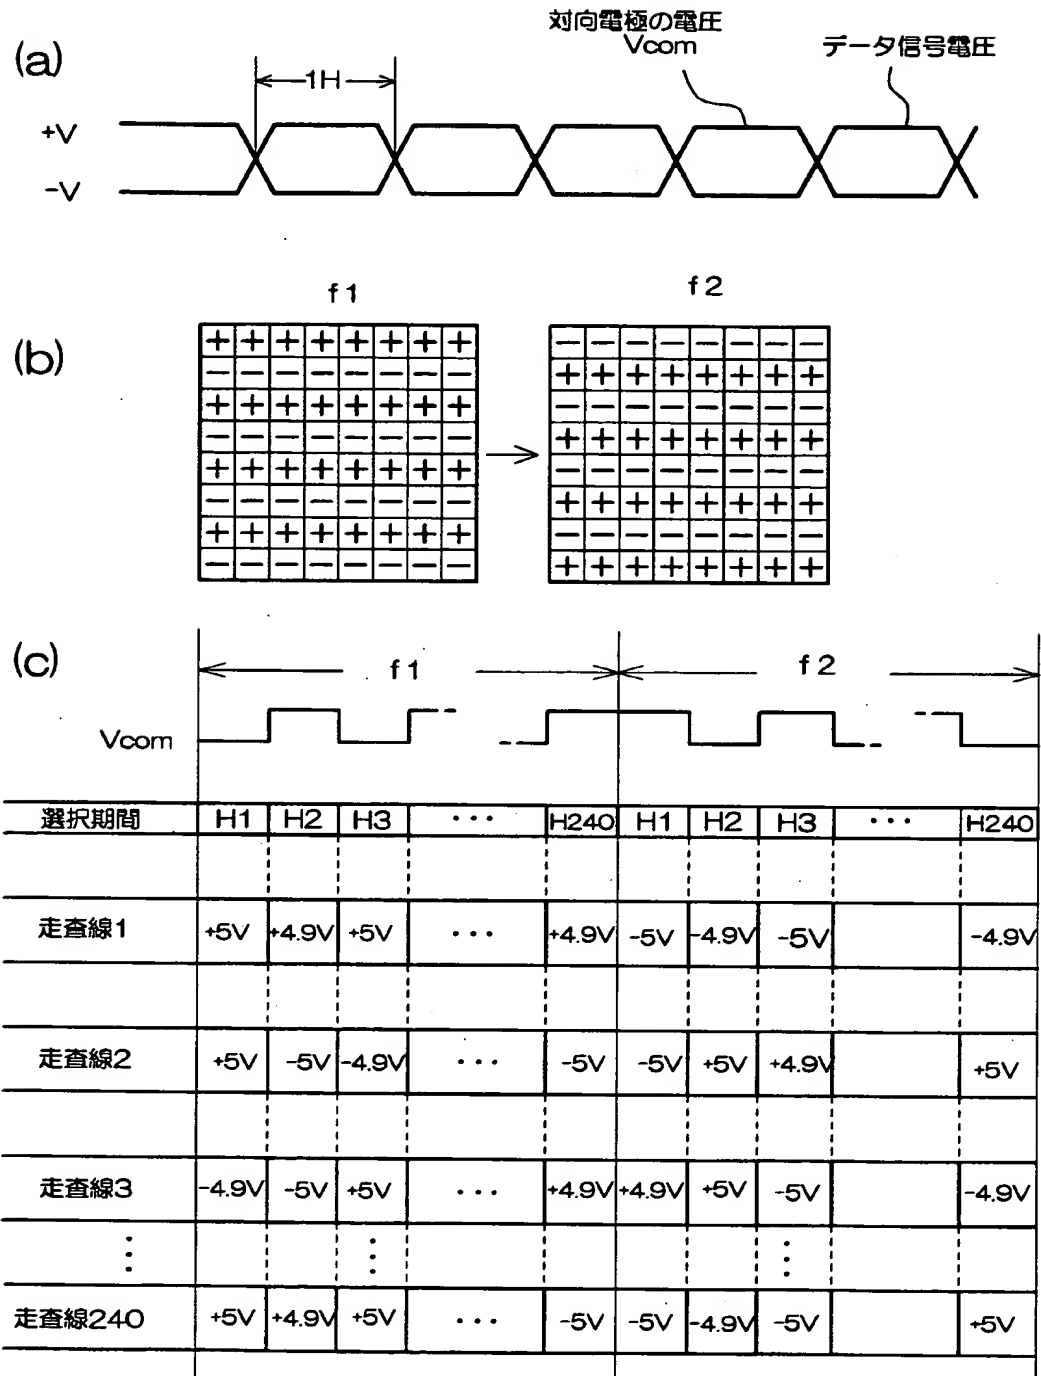 (a)
対向電極の電圧
Vcom
データ信号電圧
1H
+V
-V
(b)
f1
f2
+ + + + + + + +
− − − − − − − −
+ + + + + + + +
− − − − − − − −
+ + + + + + + +
− − − − − − − −
+ + + + + + + +
− − − − − − − −
− − − − − − − −
+ + + + + + + +
− − − − − − − −
+ + + + + + + +
− − − − − − − −
+ + + + + + + +
− − − − − − − −
+ + + + + + + +
(c)
f1
f2
Vcom
選択期間 H1 H2 H3 ・・・ H240 H1 H2 H3 ・・・ H240
走査線1 +5V +4.9V +5V ・・・ +4.9V -5V -4.9V -5V -4.9V
走査線2 +5V -5V -4.9V ・・・ -5V -5V +5V +4.9V +5V
走査線3 -4.9V -5V +5V ・・・ +4.9V +4.9V +5V -5V -4.9V
⋮ ⋮ ⋮
走査線240 +5V +4.9V +5V ・・・ -5V -5V -4.9V -5V +5V